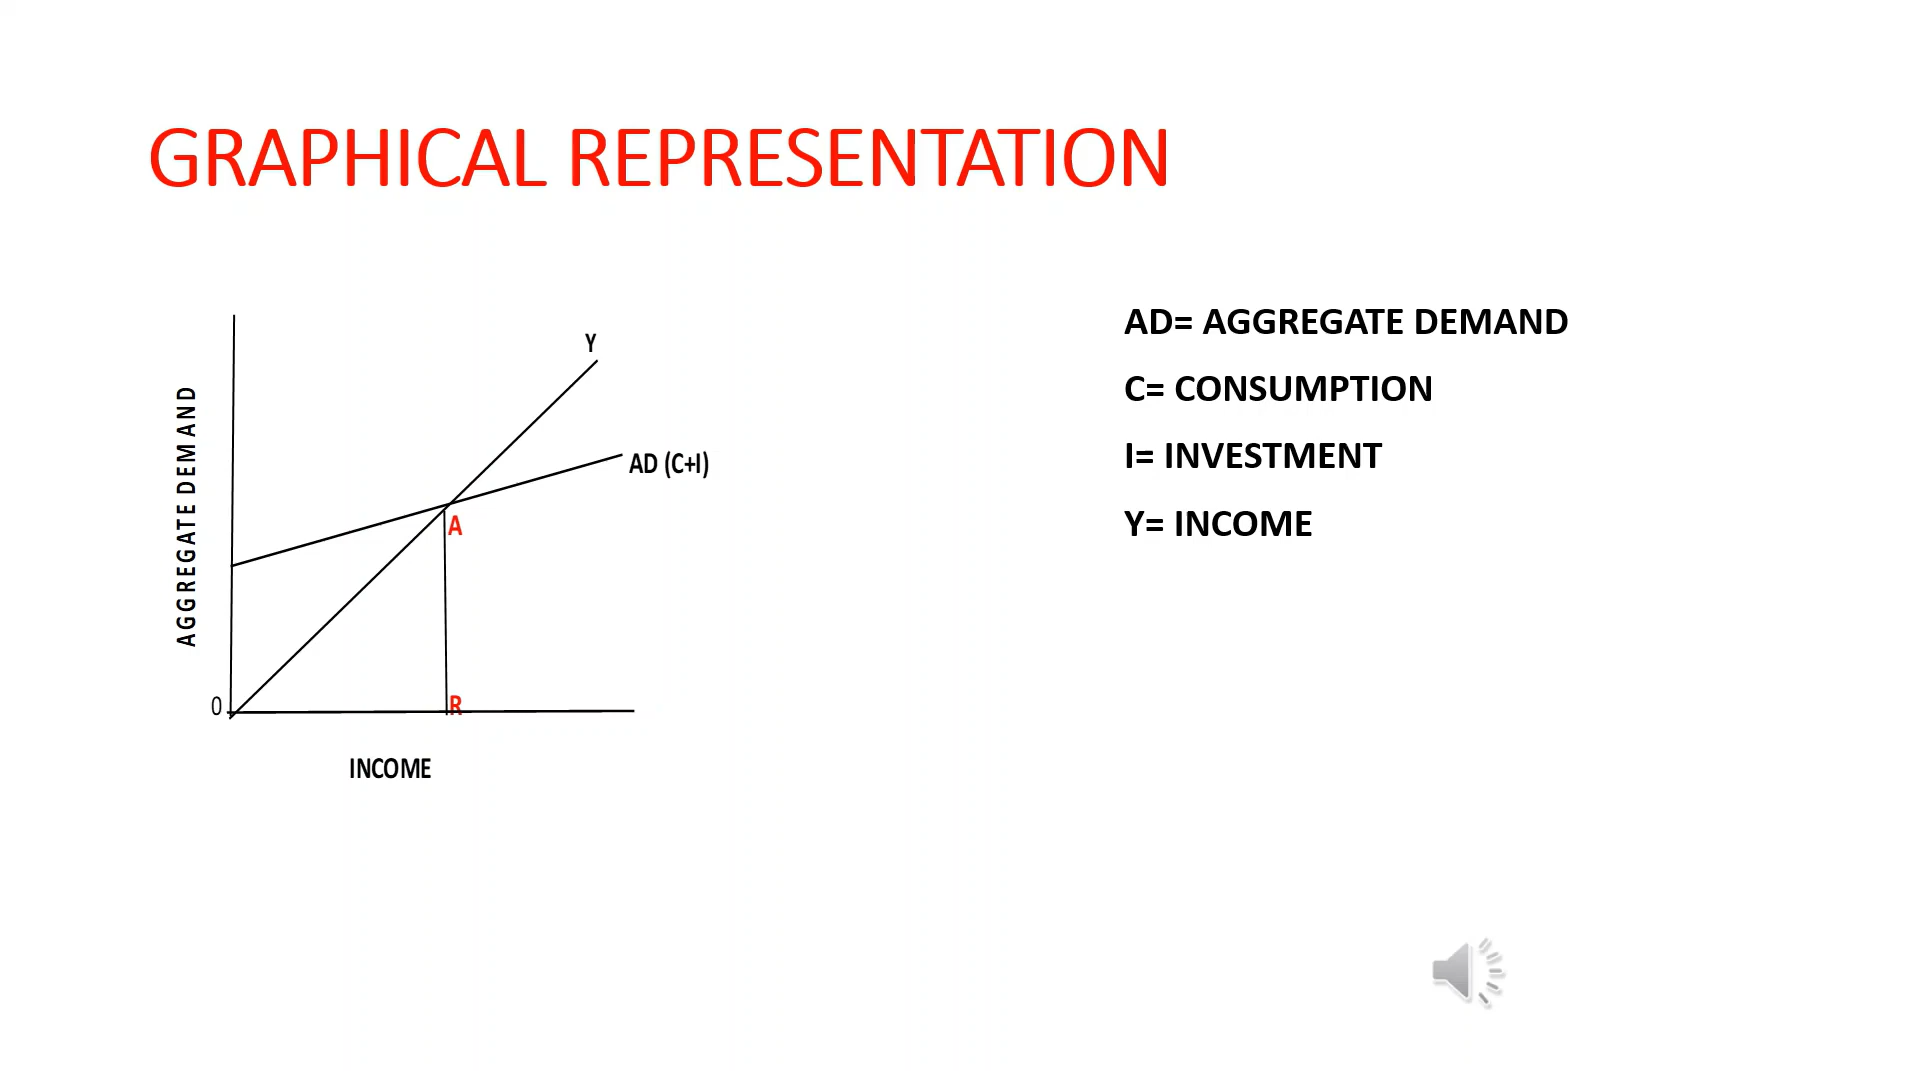 GRAPHICAL REPRESENTATION
Y
AD (C+I)
A
AGGREGATE DEMAND
0
R
INCOME
AD= AGGREGATE DEMAND
C= CONSUMPTION
I= INVESTMENT
Y= INCOME